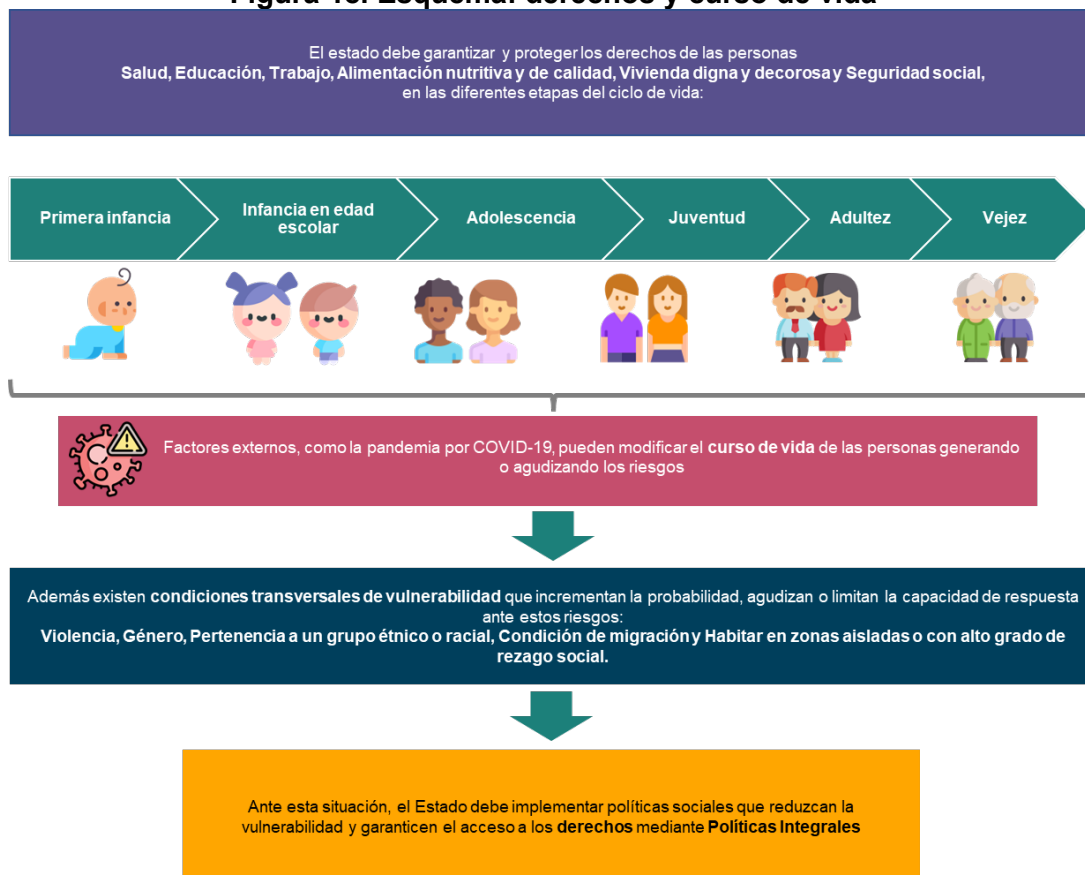 Figura Esquema: derechos y curso de vida
El estado debe garantizar y proteger los derechos de las personas
Salud, Educación, Trabajo, Alimentación nutritiva y de calidad, Vivienda digna y decorosa y Seguridad social,
en las diferentes etapas del ciclo de vida:
Primera infancia
Infancia en edad
escolar
Adolescencia
Juventud
Adultez
Vejez
Factores externos, como la pandemia por COVID-19, pueden modificar el curso de vida de las personas generando
o agudizando los riesgos
Además existen condiciones transversales de vulnerabilidad que incrementan la probabilidad, agudizan o limitan la capacidad de respuesta
ante estos riesgos:
Violencia, Género, Pertenencia a un grupo étnico o racial, Condición de migración y Habitar en zonas aisladas o con alto grado de
rezago social.
Ante esta situación, el Estado debe implementar políticas sociales que reduzcan la
vulnerabilidad y garanticen el acceso a los derechos mediante Políticas Integrales